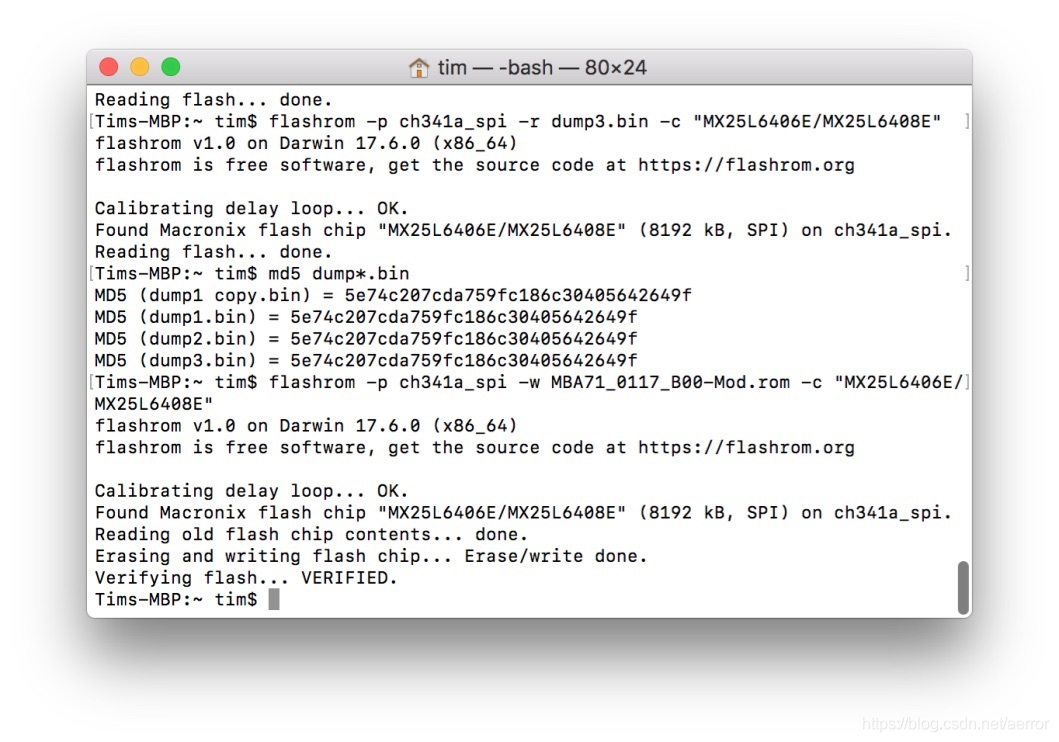 tim — -bash — 80×24
Reading flash... done.
[Tims-MBP:~ tim$ flashrom -p ch341a_spi -r dump3.bin -c "MX25L6406E/MX25L6408E" ]
flashrom v1.0 on Darwin 17.6.0 (x86_64)
flashrom is free software, get the source code at https://flashrom.org
Calibrating delay loop... OK.
Found Macronix flash chip "MX25L6406E/MX25L6408E" (8192 kB, SPI) on ch341a_spi.
Reading flash... done.
[Tims-MBP:~ tim$ md5 dump*.bin ]
MD5 (dump1 copy.bin) = 5e74c207cda759fc186c30405642649f
MD5 (dump1.bin) = 5e74c207cda759fc186c30405642649f
MD5 (dump2.bin) = 5e74c207cda759fc186c30405642649f
MD5 (dump3.bin) = 5e74c207cda759fc186c30405642649f
[Tims-MBP:~ tim$ flashrom -p ch341a_spi -w MBA71_0117_B00-Mod.rom -c "MX25L6406E/]
MX25L6408E"
flashrom v1.0 on Darwin 17.6.0 (x86_64)
flashrom is free software, get the source code at https://flashrom.org
Calibrating delay loop... OK.
Found Macronix flash chip "MX25L6406E/MX25L6408E" (8192 kB, SPI) on ch341a_spi.
Reading old flash chip contents... done.
Erasing and writing flash chip... Erase/write done.
Verifying flash... VERIFIED.
Tims-MBP:~ tim$
https://blog.csdn.net/aerror